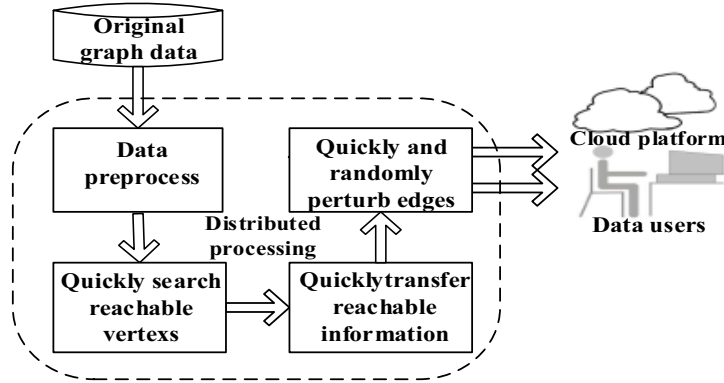 Original
graph data
Data
preprocess
Quickly and
randomly
perturb edges
Cloud platform
Data users
Distributed
processing
Quickly search
reachable
vertexs
Quicklytransfer
reachable
information